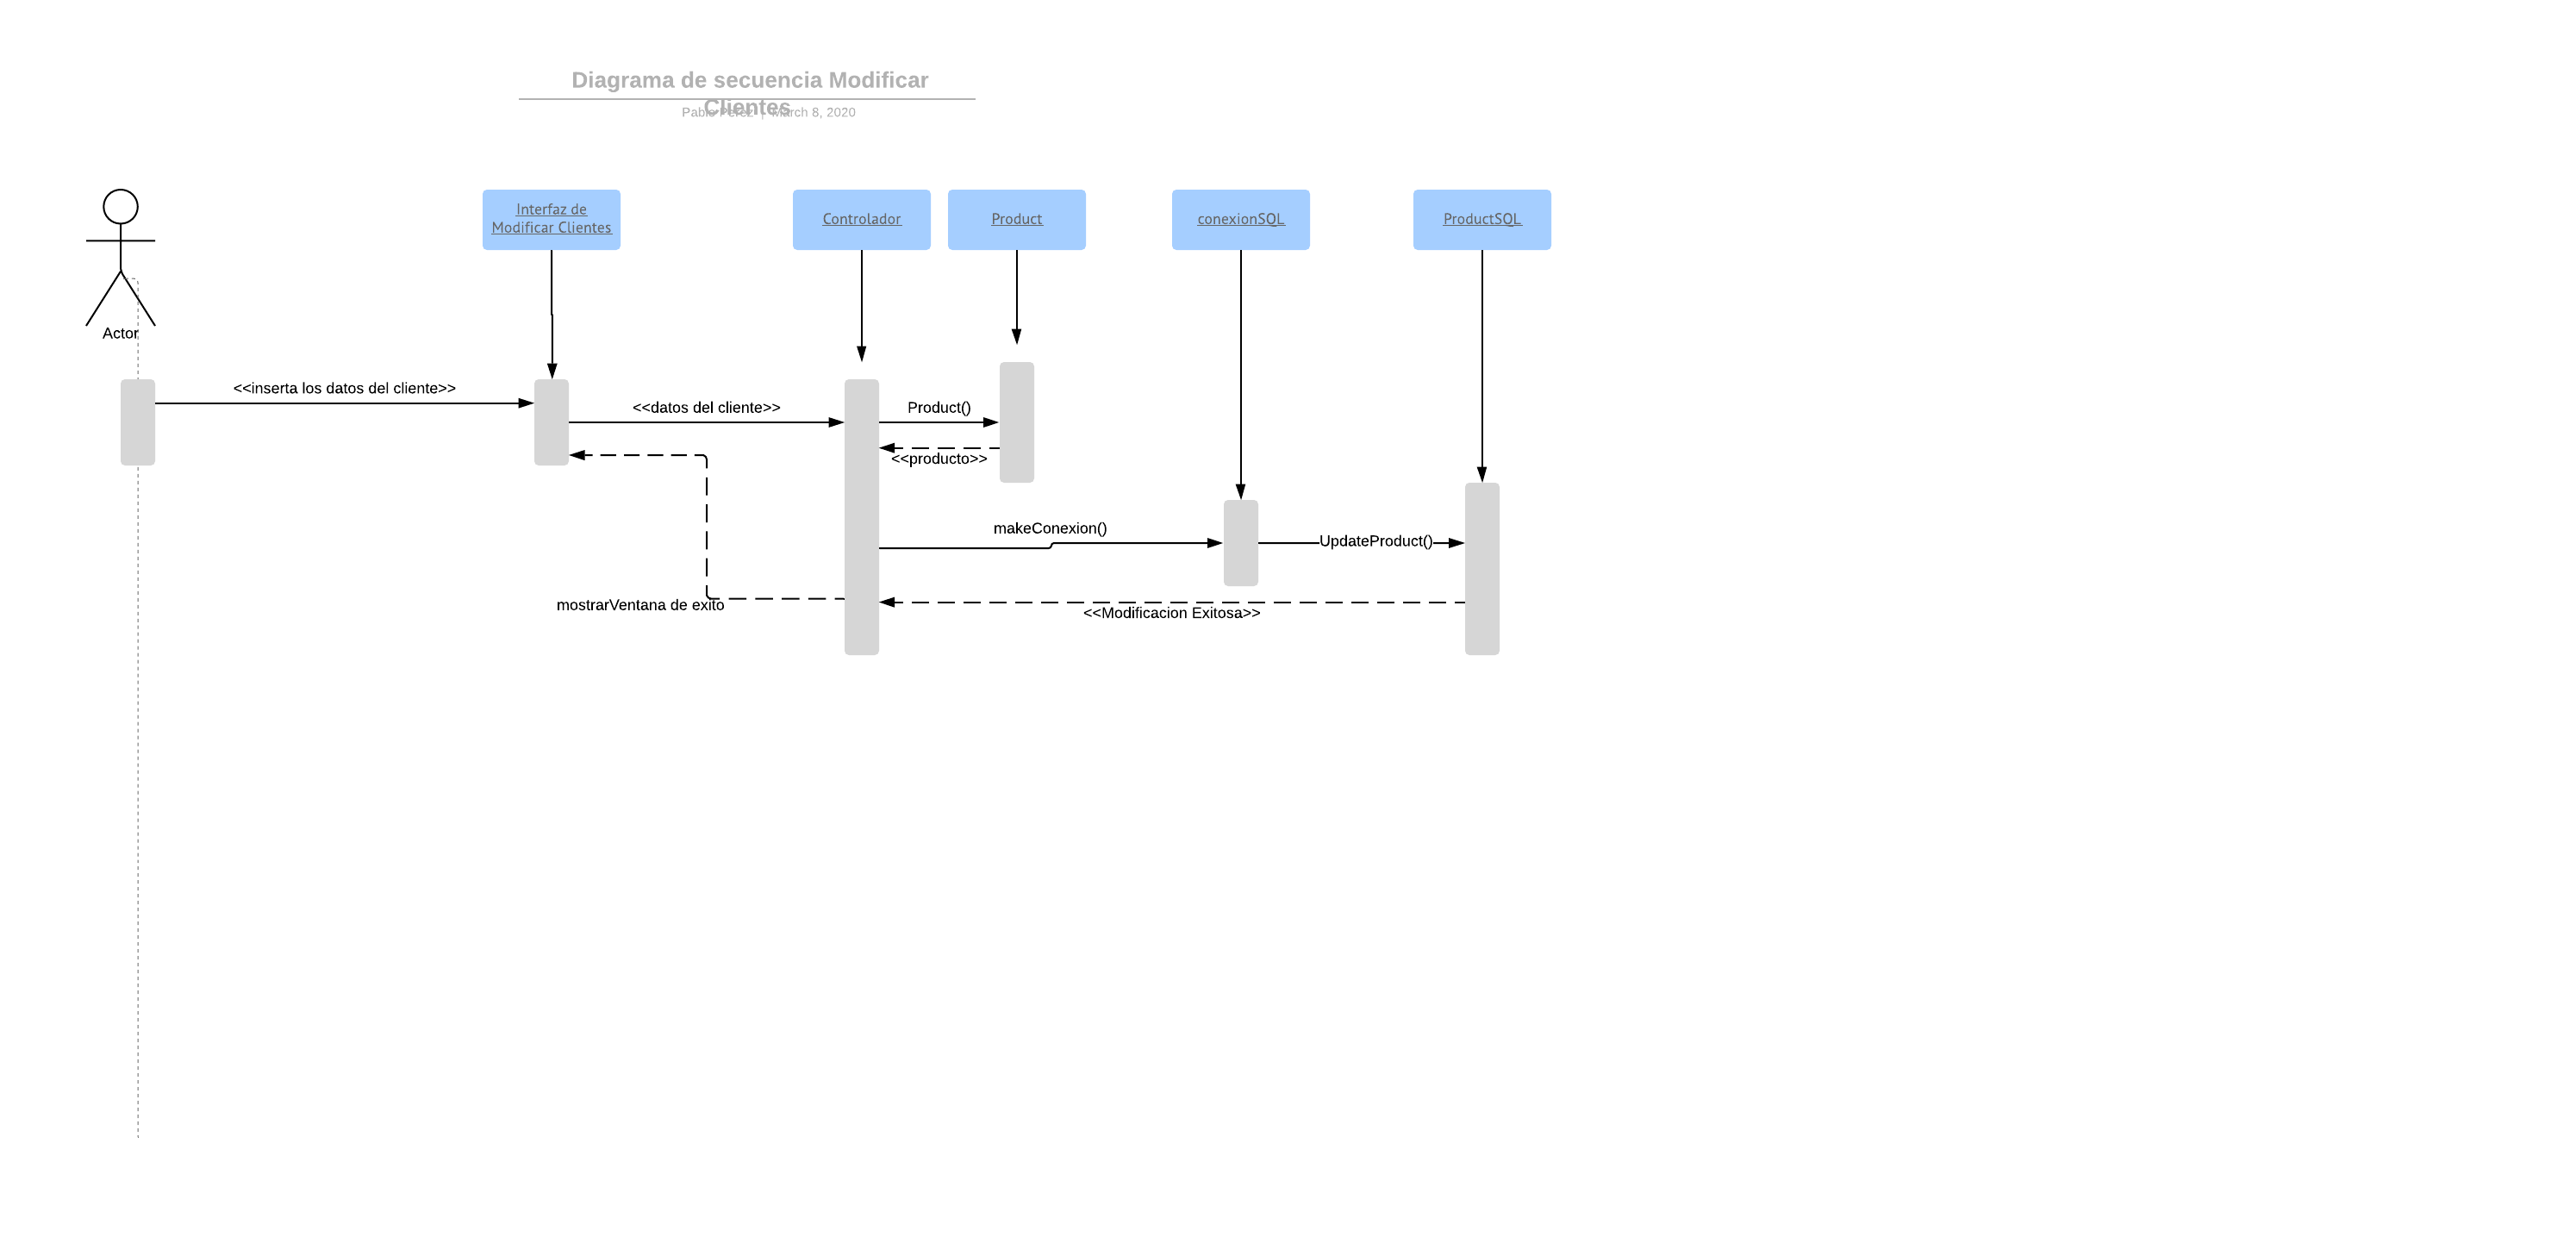 Diagrama de secuencia Modificar
Clientes
Pablo Pérez | March 8, 2020
Interfaz de
Modificar Clientes
Controlador
Product
conexionSQL
ProductSQL
Actor
<<inserta los datos del cliente>>
<<datos del cliente>>
Product()
<<producto>>
makeConexion()
UpdateProduct()
mostrarVentana de exito
<<Modificacion Exitosa>>